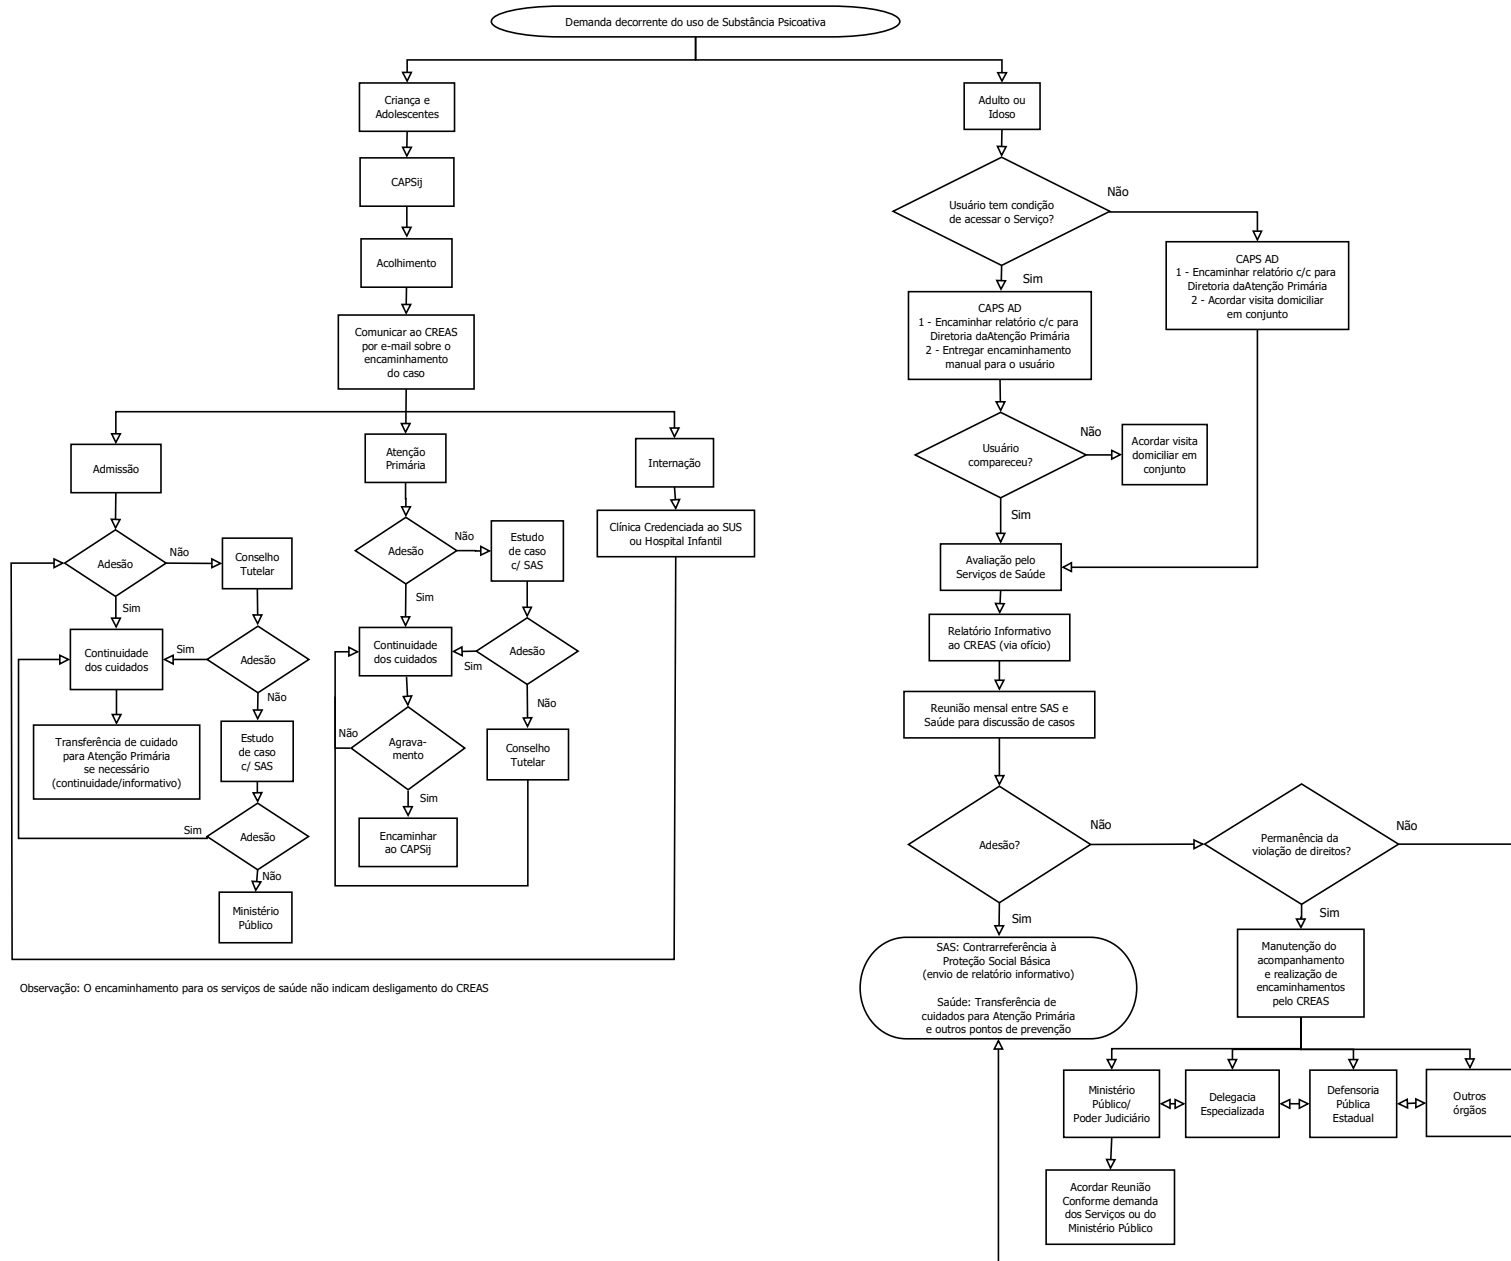 Demanda decorrente do uso de Substância Psicoativa
Criança e
Adolescentes
CAPSij
Acolhimento
Comunicar ao CREAS
por e-mail sobre o
encaminhamento
do caso
Admissão
Adesão
Não
Conselho
Tutelar
Sim
Continuidade
dos cuidados
Sim
Adesão
Não
Transferência de cuidado
para Atenção Primária
se necessário
(continuidade/informativo)
Estudo
de caso
c/ SAS
Sim
Adesão
Não
Ministério
Público
Atenção
Primária
Adesão
Não
Estudo
de caso
c/ SAS
Sim
Continuidade
dos cuidados
Sim
Adesão
Não
Não
Agrava-
mento
Conselho
Tutelar
Sim
Encaminhar
ao CAPSij
Internação
Clínica Credenciada ao SUS
ou Hospital Infantil
Observação: O encaminhamento para os serviços de saúde não indicam desligamento do CREAS
Adulto ou
Idoso
Usuário tem condição
de acessar o Serviço?
Não
CAPS AD
1 - Encaminhar relatório c/c para
Diretoria daAtenção Primária
2 - Acordar visita domiciliar
em conjunto
Sim
CAPS AD
1 - Encaminhar relatório c/c para
Diretoria daAtenção Primária
2 - Entregar encaminhamento
manual para o usuário
Usuário
compareceu?
Não
Acordar visita
domiciliar em
conjunto
Sim
Avaliação pelo
Serviços de Saúde
Relatório Informativo
ao CREAS (via ofício)
Reunião mensal entre SAS e
Saúde para discussão de casos
Adesão?
Não
Permanência da
violação de direitos?
Não
Sim
SAS: Contrarreferência à
Proteção Social Básica
(envio de relatório informativo)
Saúde: Transferência de
cuidados para Atenção Primária
e outros pontos de prevenção
Sim
Manutenção do
acompanhamento
e realização de
encaminhamentos
pelo CREAS
Ministério
Público/
Poder Judiciário
Delegacia
Especializada
Defensoria
Pública
Estadual
Outros
órgãos
Acordar Reunião
Conforme demanda
dos Serviços ou do
Ministério Público